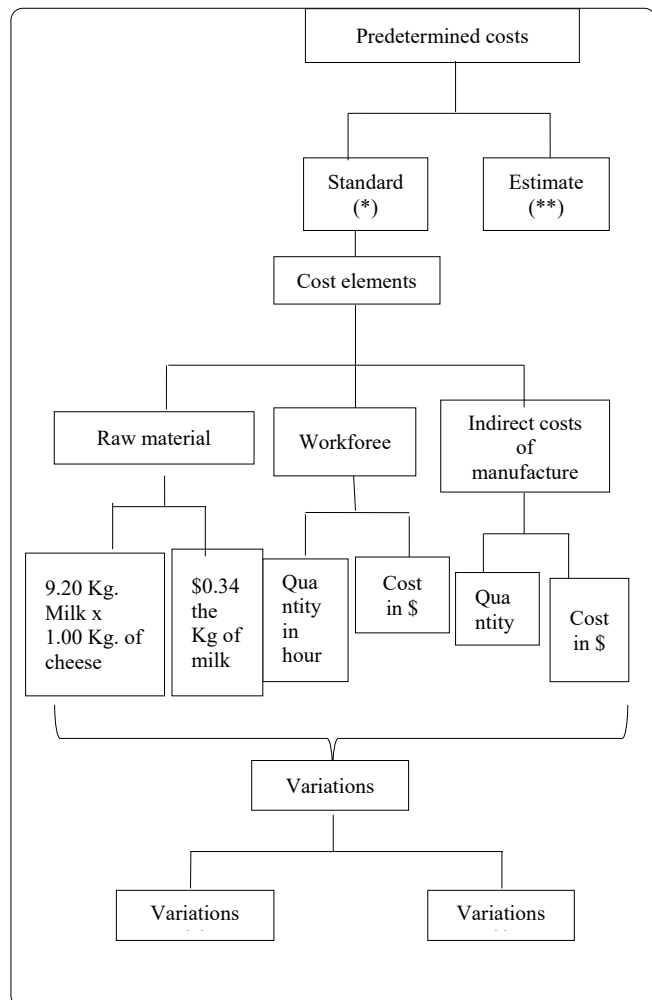 Predetermined costs
Standard
(*)
Estimate
(**)
Cost elements
Raw material
Workforee
Indirect costs
of
manufacture
9.20 Kg.
Milk x
1.00 Kg. of
cheese
$0.34
the
Kg of
milk
Qua
ntity
in
hour
Cost
in $
Qua
ntity
Cost
in $
Variations
Variations
Variations